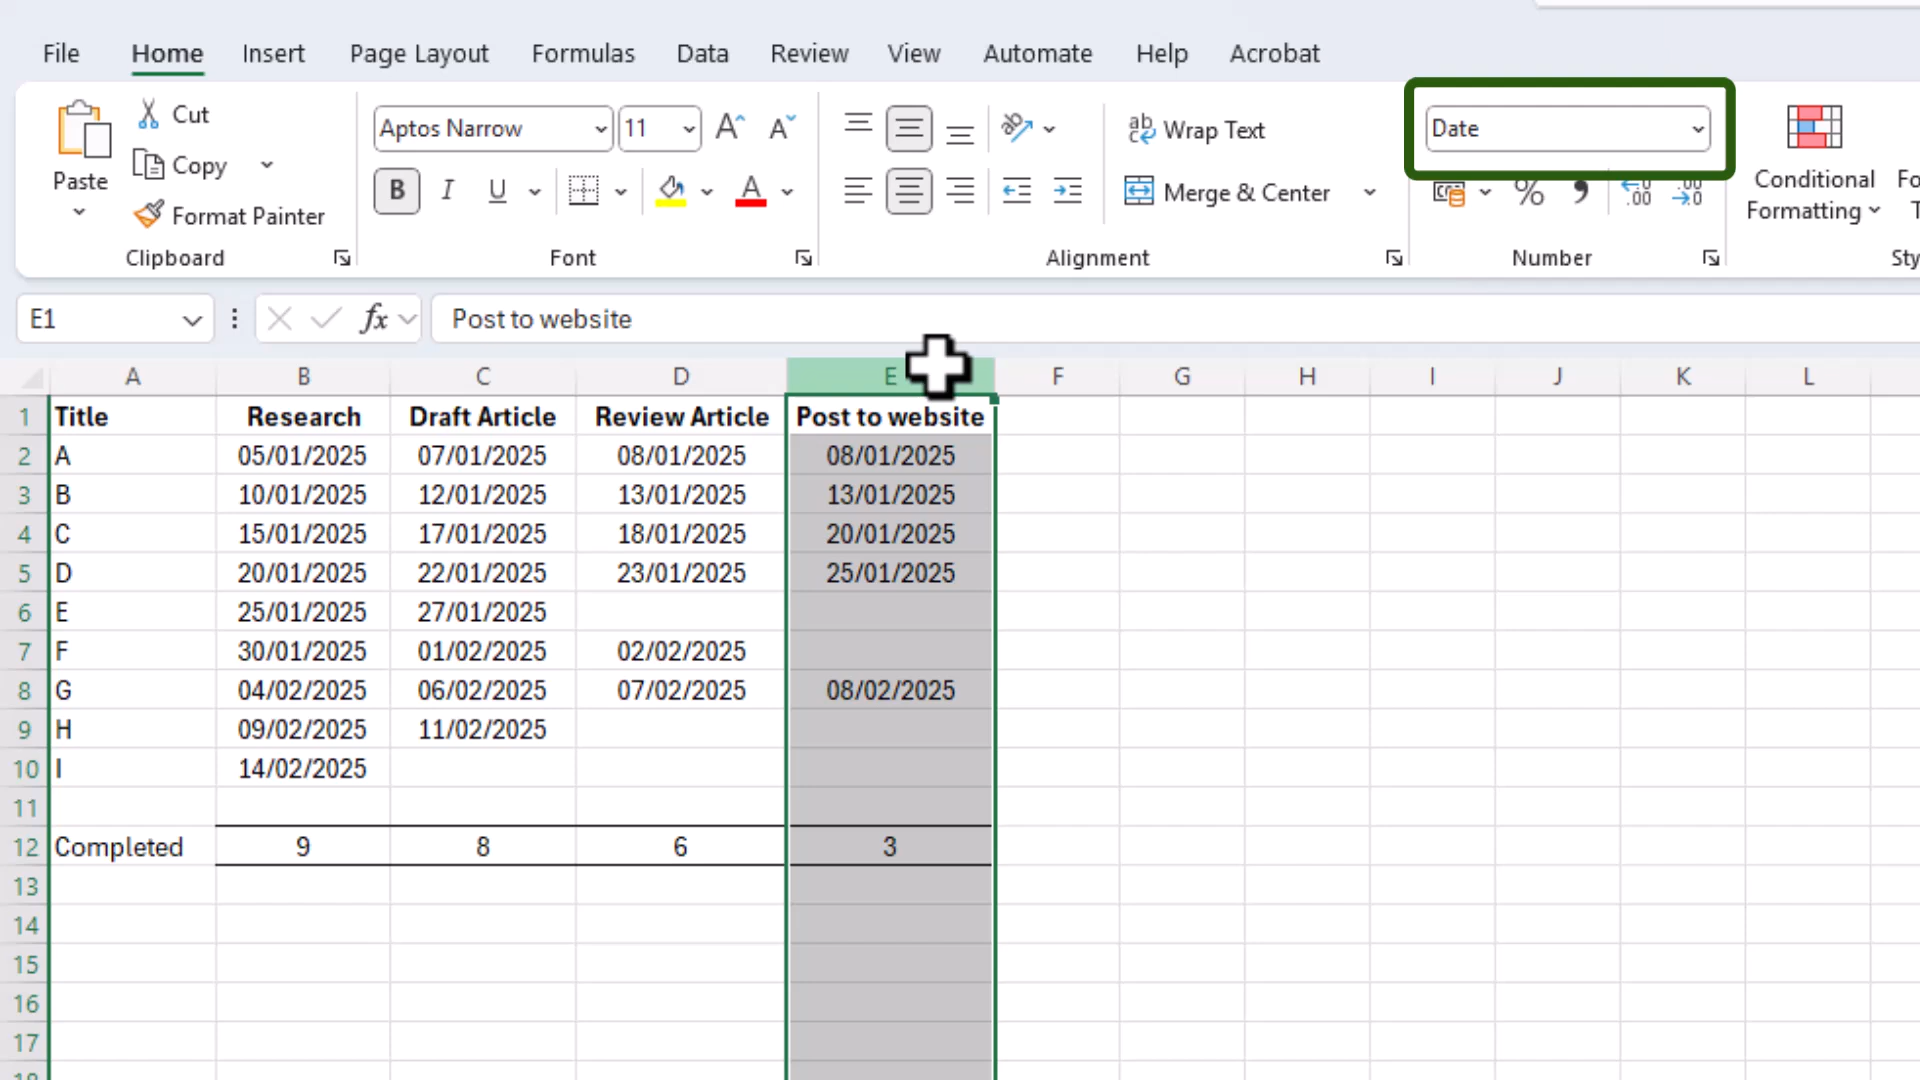 File Home Insert Page Layout Formulas Data Review View Automate Help Acrobat
Paste
Cut
Copy
Format Painter
Clipboard
Aptos Narrow 11 A A
B I U A
Font
ab c Wrap Text
Merge & Center
Alignment
Date
% 9 .00 .00
Number
Conditional
Formatting
Sty
E1 fx Post to website
A B C D E F G H I J K L
1 Title Research Draft Article Review Article Post to website
2 A 05/01/2025 07/01/2025 08/01/2025 08/01/2025
3 B 10/01/2025 12/01/2025 13/01/2025 13/01/2025
4 C 15/01/2025 17/01/2025 18/01/2025 20/01/2025
5 D 20/01/2025 22/01/2025 23/01/2025 25/01/2025
6 E 25/01/2025 27/01/2025
7 F 30/01/2025 01/02/2025 02/02/2025
8 G 04/02/2025 06/02/2025 07/02/2025 08/02/2025
9 H 09/02/2025 11/02/2025
10 I 14/02/2025
11
12 Completed 9 8 6 3
13
14
15
16
17